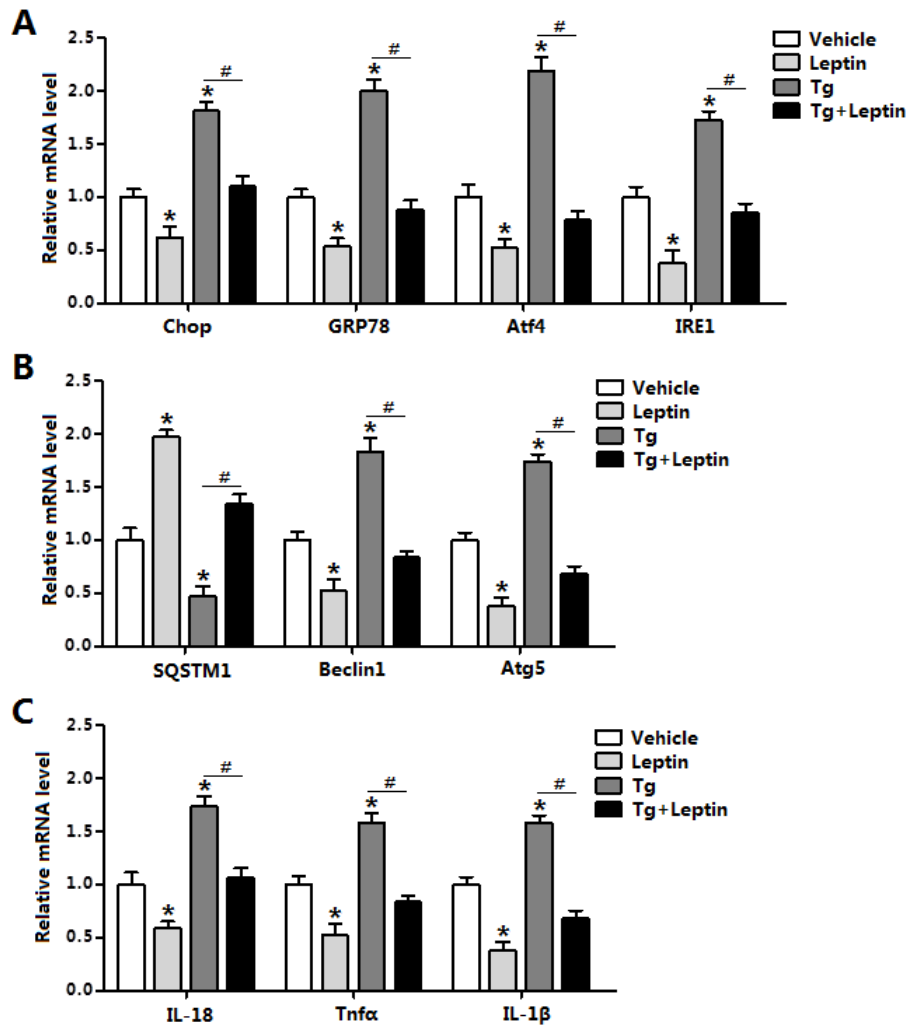 A
Relative mRNA level
2.5
2.0
1.5
1.0
0.5
0.0
* * #
* * #
* * #
* * #
Chop GRP78 Atf4 IRE1
Vehicle
Leptin
Tg
Tg+Leptin
B
Relative mRNA level
2.5
2.0
1.5
1.0
0.5
0.0
* * #
* * #
* * #
SQSTM1 Beclin1 Atg5
Vehicle
Leptin
Tg
Tg+Leptin
C
Relative mRNA level
2.5
2.0
1.5
1.0
0.5
0.0
* * #
* * #
* * #
IL-18 Tnfα IL-1β
Vehicle
Leptin
Tg
Tg+Leptin